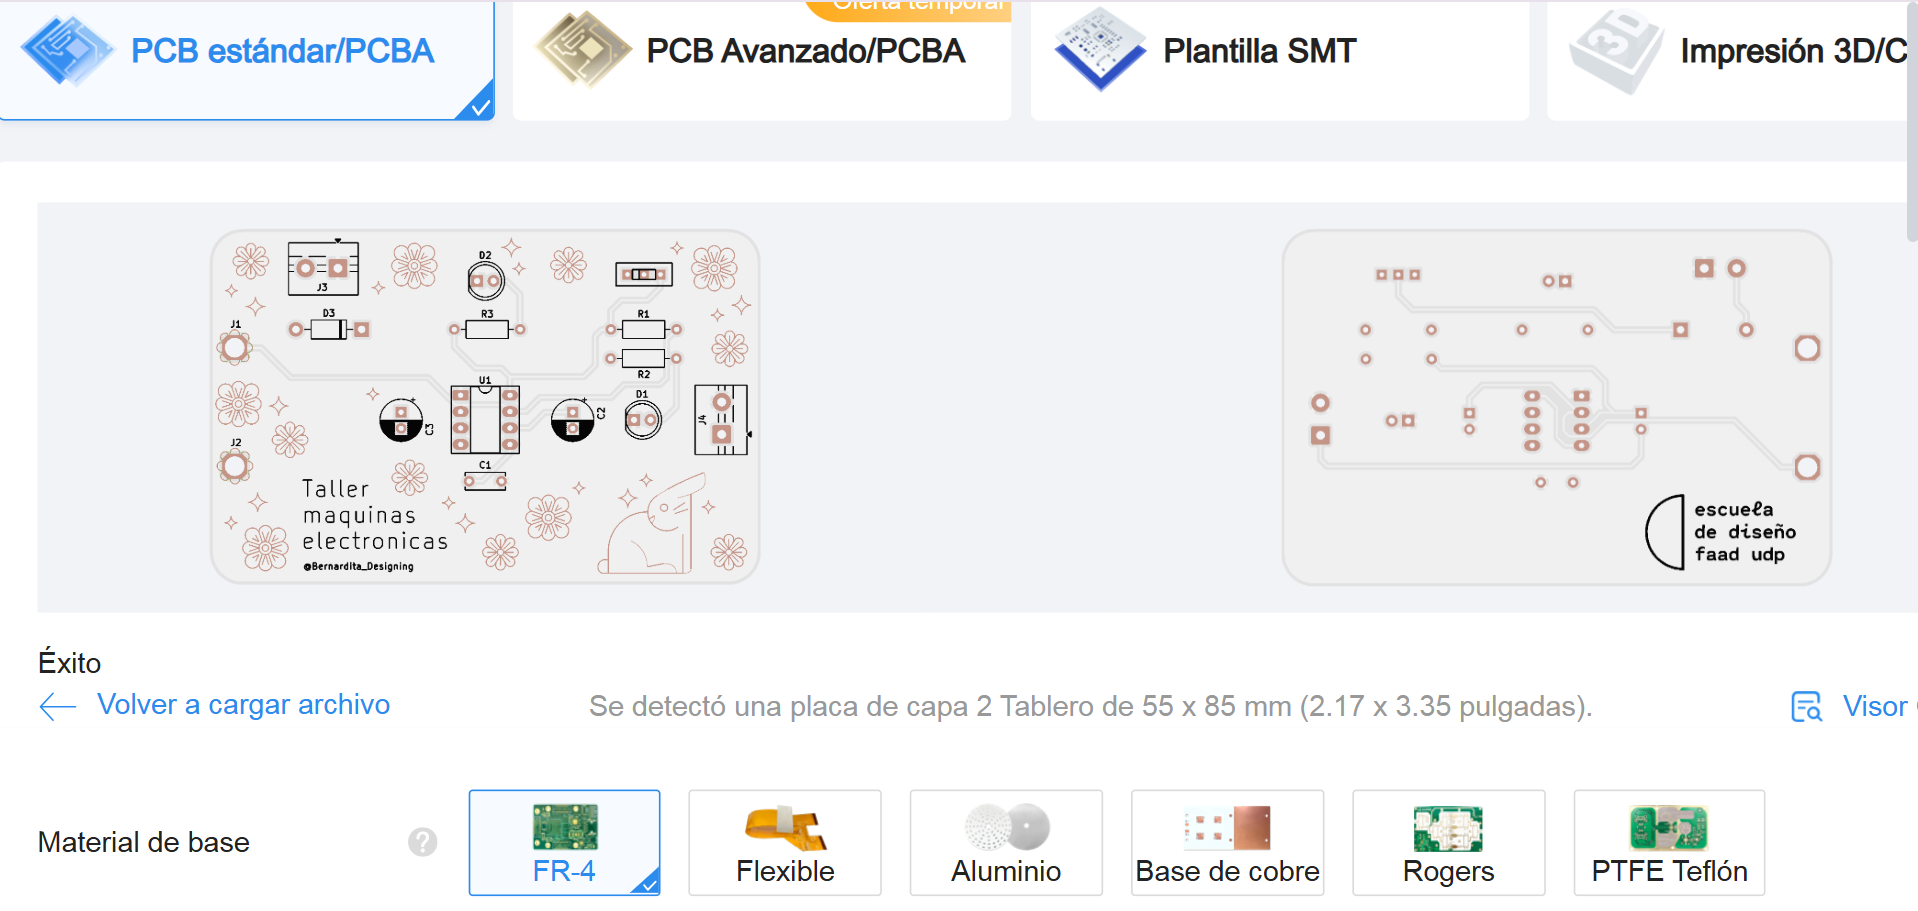 Oferta temporal
PCB estándar/PCBA
PCB Avanzado/PCBA
Plantilla SMT
Impresión 3D/C
J3
D2
D3
R3
R1
J1
R2
U1
D1
C3
C2
J4
J2
C1
Taller
maquinas
electronicas
@BernardIta_Designing
escuela
de diseño
faad udp
Éxito
Volver a cargar archivo
Se detectó una placa de capa 2 Tablero de 55 x 85 mm (2.17 x 3.35 pulgadas).
Visor
Material de base
?
FR-4
Flexible
Aluminio
Base de cobre
Rogers
PTFE Teflón